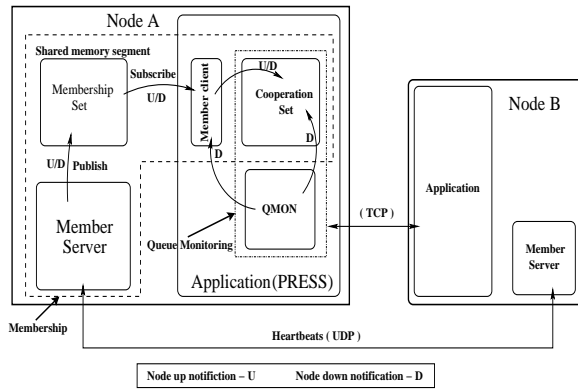 Node A
Shared memory segment
Subscribe
U/D
Membership
Set
Member client
U/D
Cooperation
Set
Node B
D
D
U/D
Publish
Application
QMON
( TCP )
Member
Server
Queue Monitoring
Member
Server
Application(PRESS)
Membership
Heartbeats ( UDP )
Node up notifiction – U
Node down notification – D